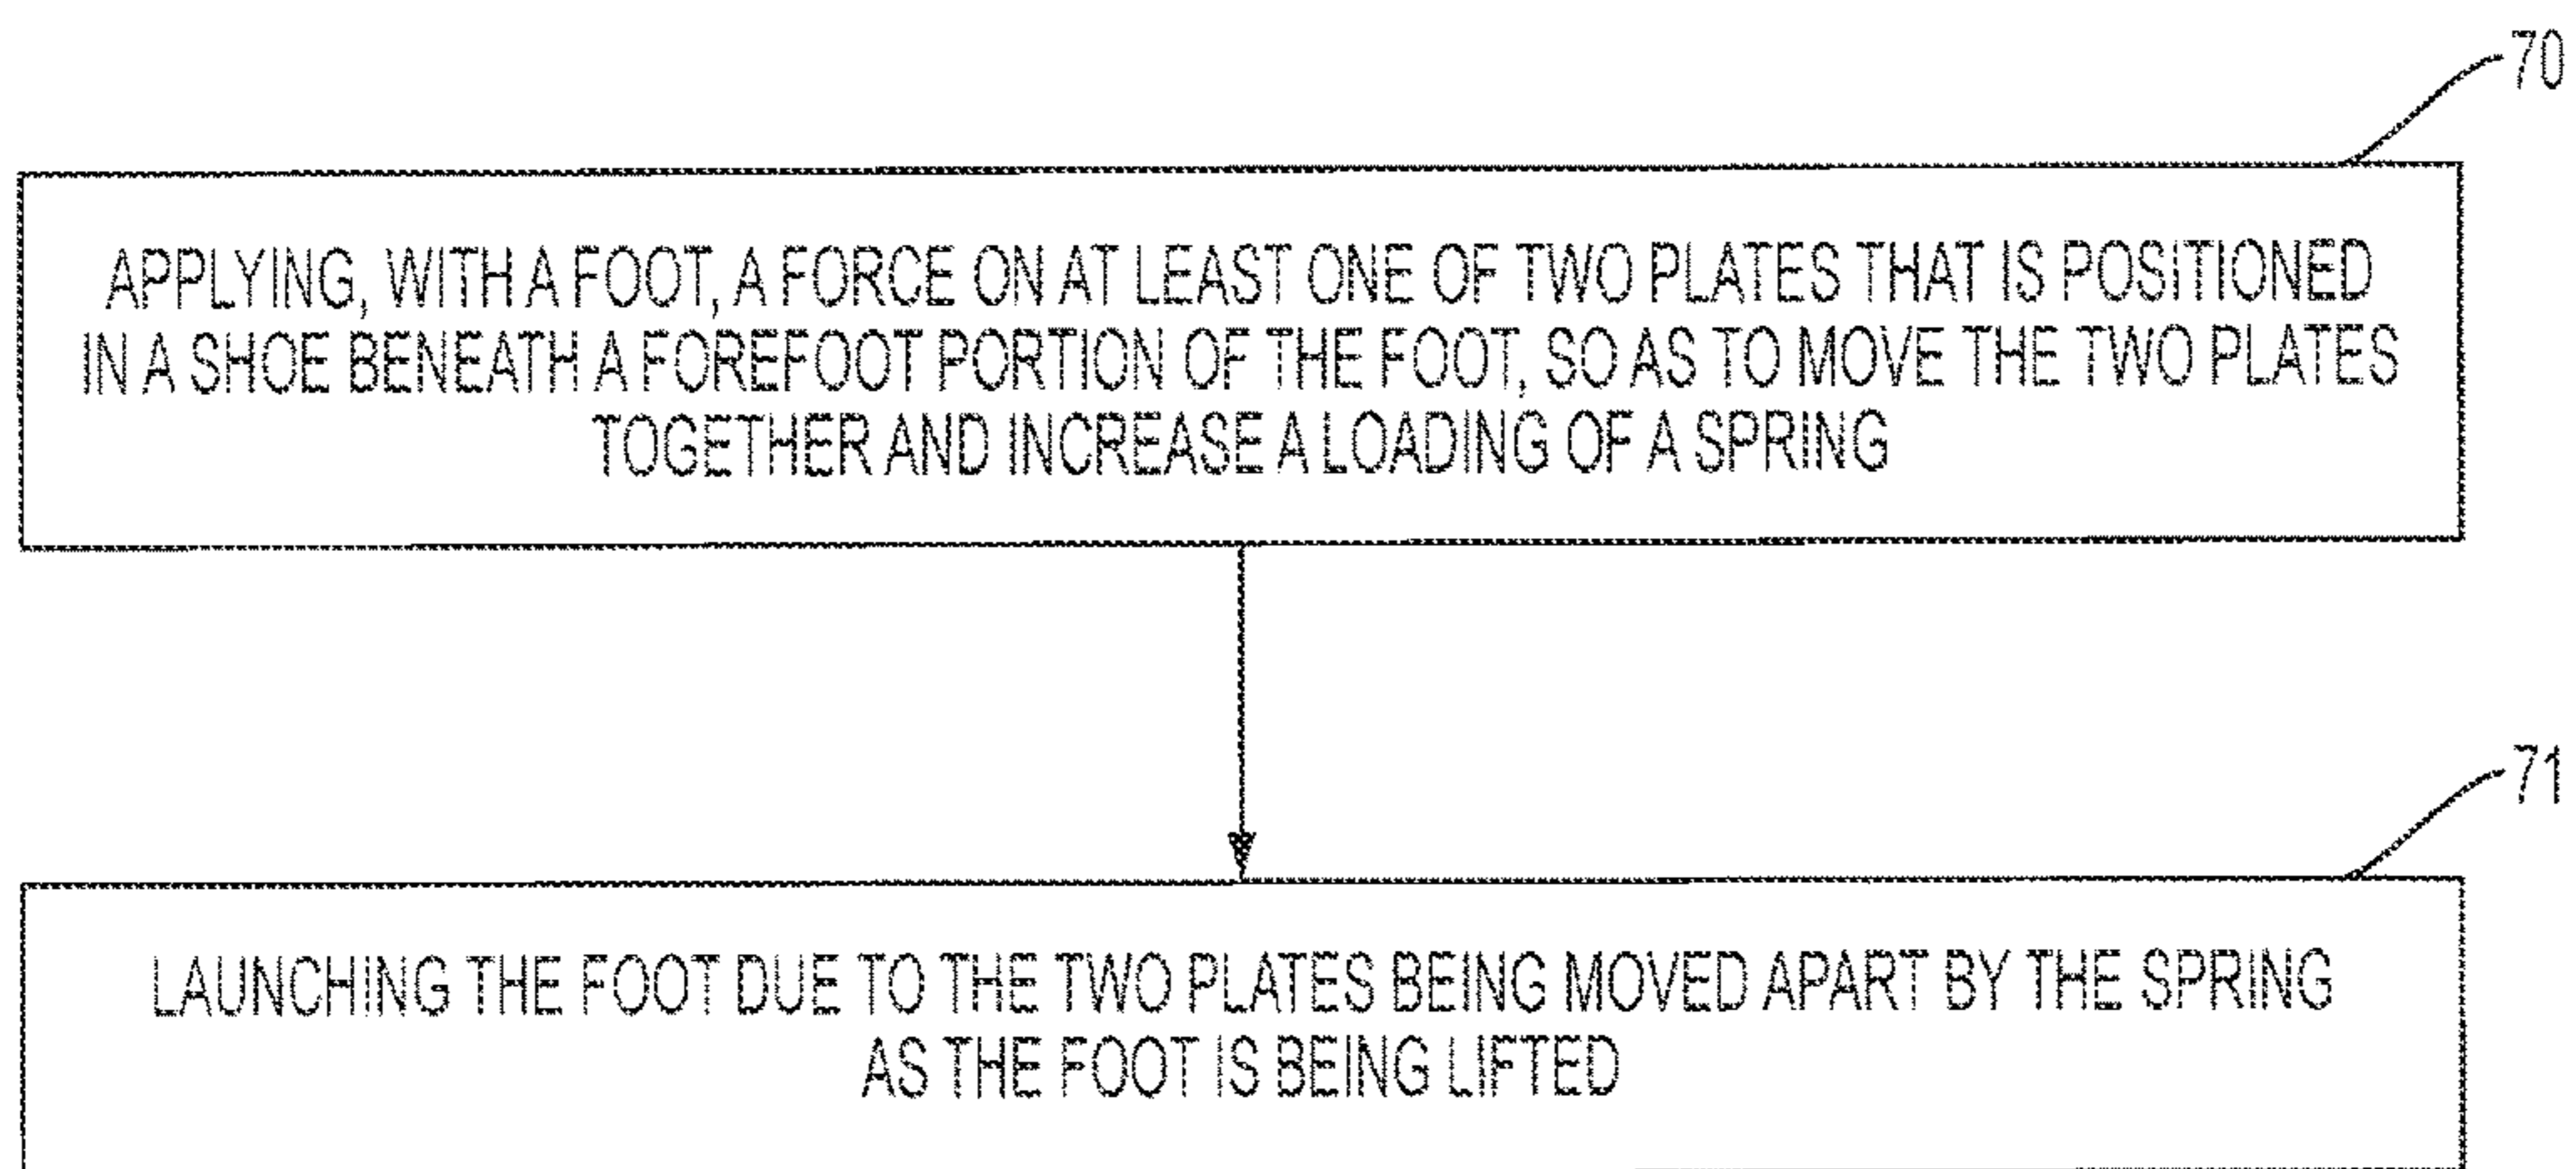 70
APPLYING, WITH A FOOT, A FORCE ON AT LEAST ONE OF TWO PLATES THAT IS POSITIONED
IN A SHOE BENEATH A FOREFOOT PORTION OF THE FOOT, SO AS TO MOVE THE TWO PLATES
TOGETHER AND INCREASE A LOADING OF A SPRING
71
LAUNCHING THE FOOT DUE TO THE TWO PLATES BEING MOVED APART BY THE SPRING
AS THE FOOT IS BEING LIFTED